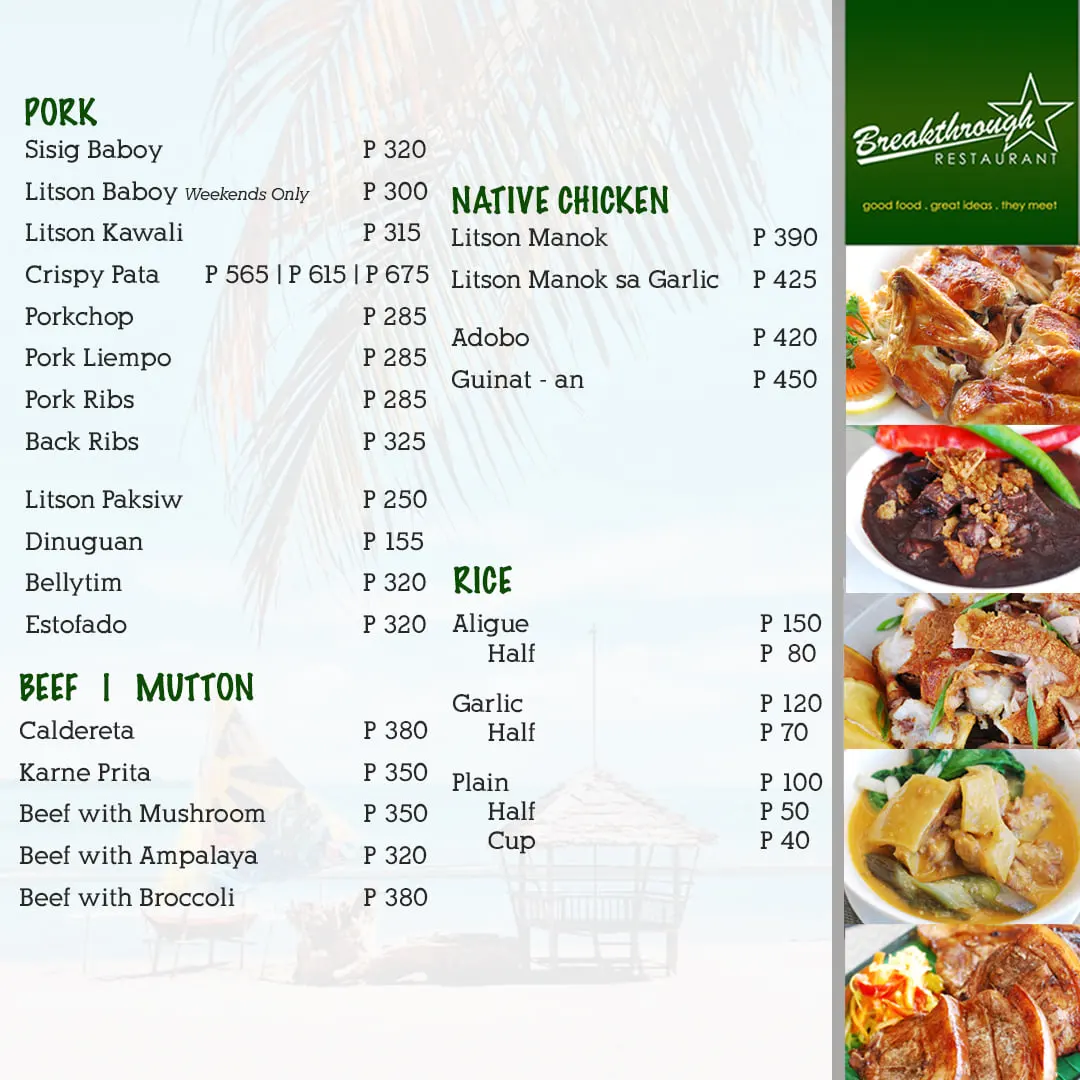 PORK
Sisig Baboy P 320
Litson Baboy Weekends Only P 300
Litson Kawali P 315
Crispy Pata P 565 | P 615 | P 675
Porkchop P 285
Pork Liempo P 285
Pork Ribs P 285
Back Ribs P 325
Litson Paksiw P 250
Dinuguan P 155
Bellytim P 320
Estofado P 320
BEEF | MUTTON
Caldereta P 380
Karne Prita P 350
Beef with Mushroom P 350
Beef with Ampalaya P 320
Beef with Broccoli P 380
NATIVE CHICKEN
Litson Manok P 390
Litson Manok sa Garlic P 425
Adobo P 420
Guinat - an P 450
RICE
Aligue P 150
Half P 80
Garlic P 120
Half P 70
Plain P 100
Half P 50
Cup P 40
Breakthrough
RESTAURANT
good food . great ideas . they meet